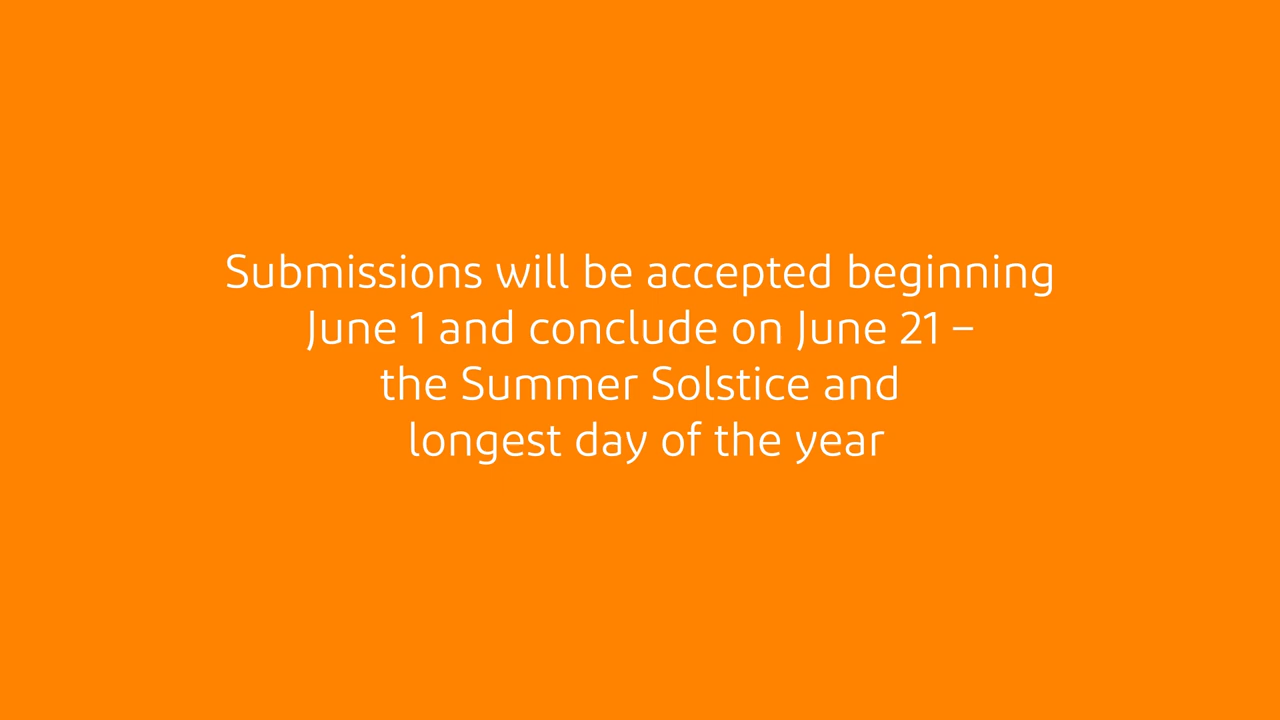 Submissions will be accepted beginning
June 1 and conclude on June 21 –
the Summer Solstice and
longest day of the year